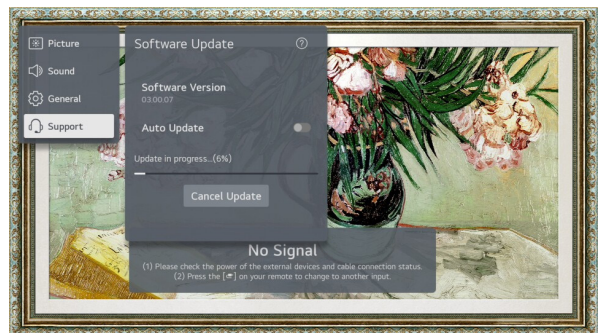 Picture
Sound
General
Support
Software Update
Software Version
03.00.07
Auto Update
Update in progress...(6%)
Cancel Update
No Signal
(1) Please check the power of the external devices and cable connection status.
(2) Press the [ ] on your remote to change to another input.